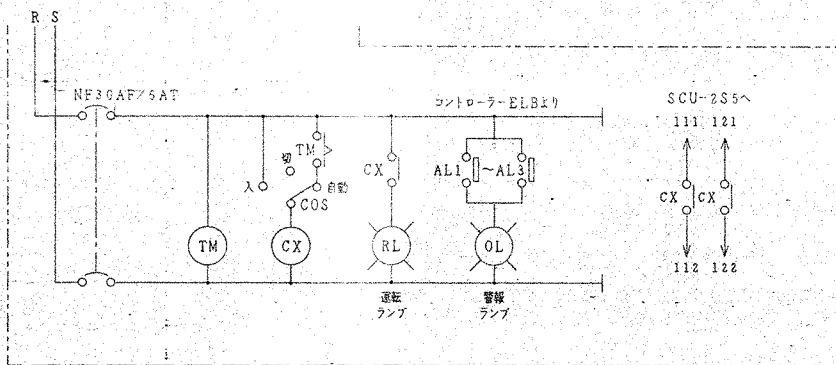 R S
NF30AF/5AT
コントローラーELBより
SCU-2S5へ
111 121
TM
切
入
自動
COS
CX
AL1 ～AL3
CX CX
TM
CX
RL
OL
112 122
運転
ランプ
警報
ランプ